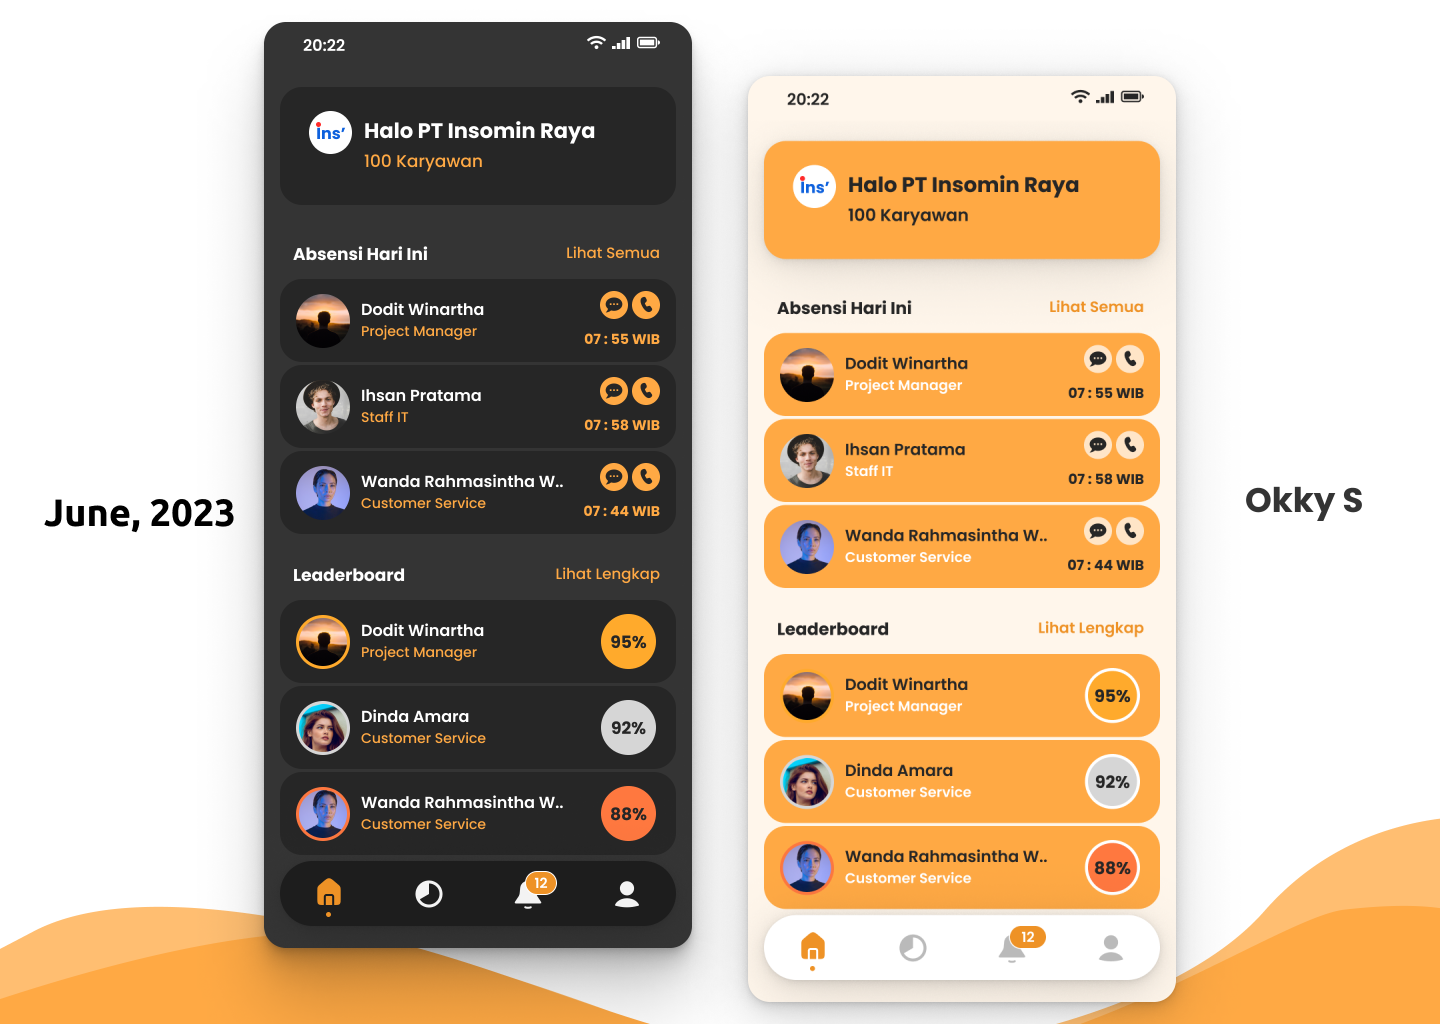 20:22
ins’
Halo PT Insomin Raya
100 Karyawan
Absensi Hari Ini
Lihat Semua
Dodit Winartha
Project Manager
07 : 55 WIB
Ihsan Pratama
Staff IT
07 : 58 WIB
Wanda Rahmasintha W..
Customer Service
07 : 44 WIB
Leaderboard
Lihat Lengkap
Dodit Winartha
Project Manager
95%
Dinda Amara
Customer Service
92%
Wanda Rahmasintha W..
Customer Service
88%
12
20:22
ins’
Halo PT Insomin Raya
100 Karyawan
Absensi Hari Ini
Lihat Semua
Dodit Winartha
Project Manager
07 : 55 WIB
Ihsan Pratama
Staff IT
07 : 58 WIB
Wanda Rahmasintha W..
Customer Service
07 : 44 WIB
Leaderboard
Lihat Lengkap
Dodit Winartha
Project Manager
95%
Dinda Amara
Customer Service
92%
Wanda Rahmasintha W..
Customer Service
88%
12
June, 2023
Okky S